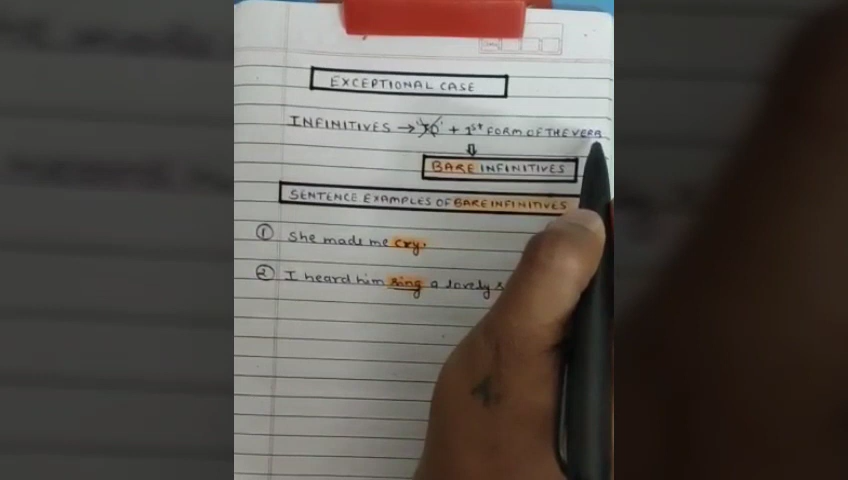 EXCEPTIONAL CASE
INFINITIVES → "TO" + 1st FORM OF THE VERB
BARE INFINITIVES
SENTENCE EXAMPLES OF BARE INFINITIVES
① She made me cry.
② I heard him sing a lovely